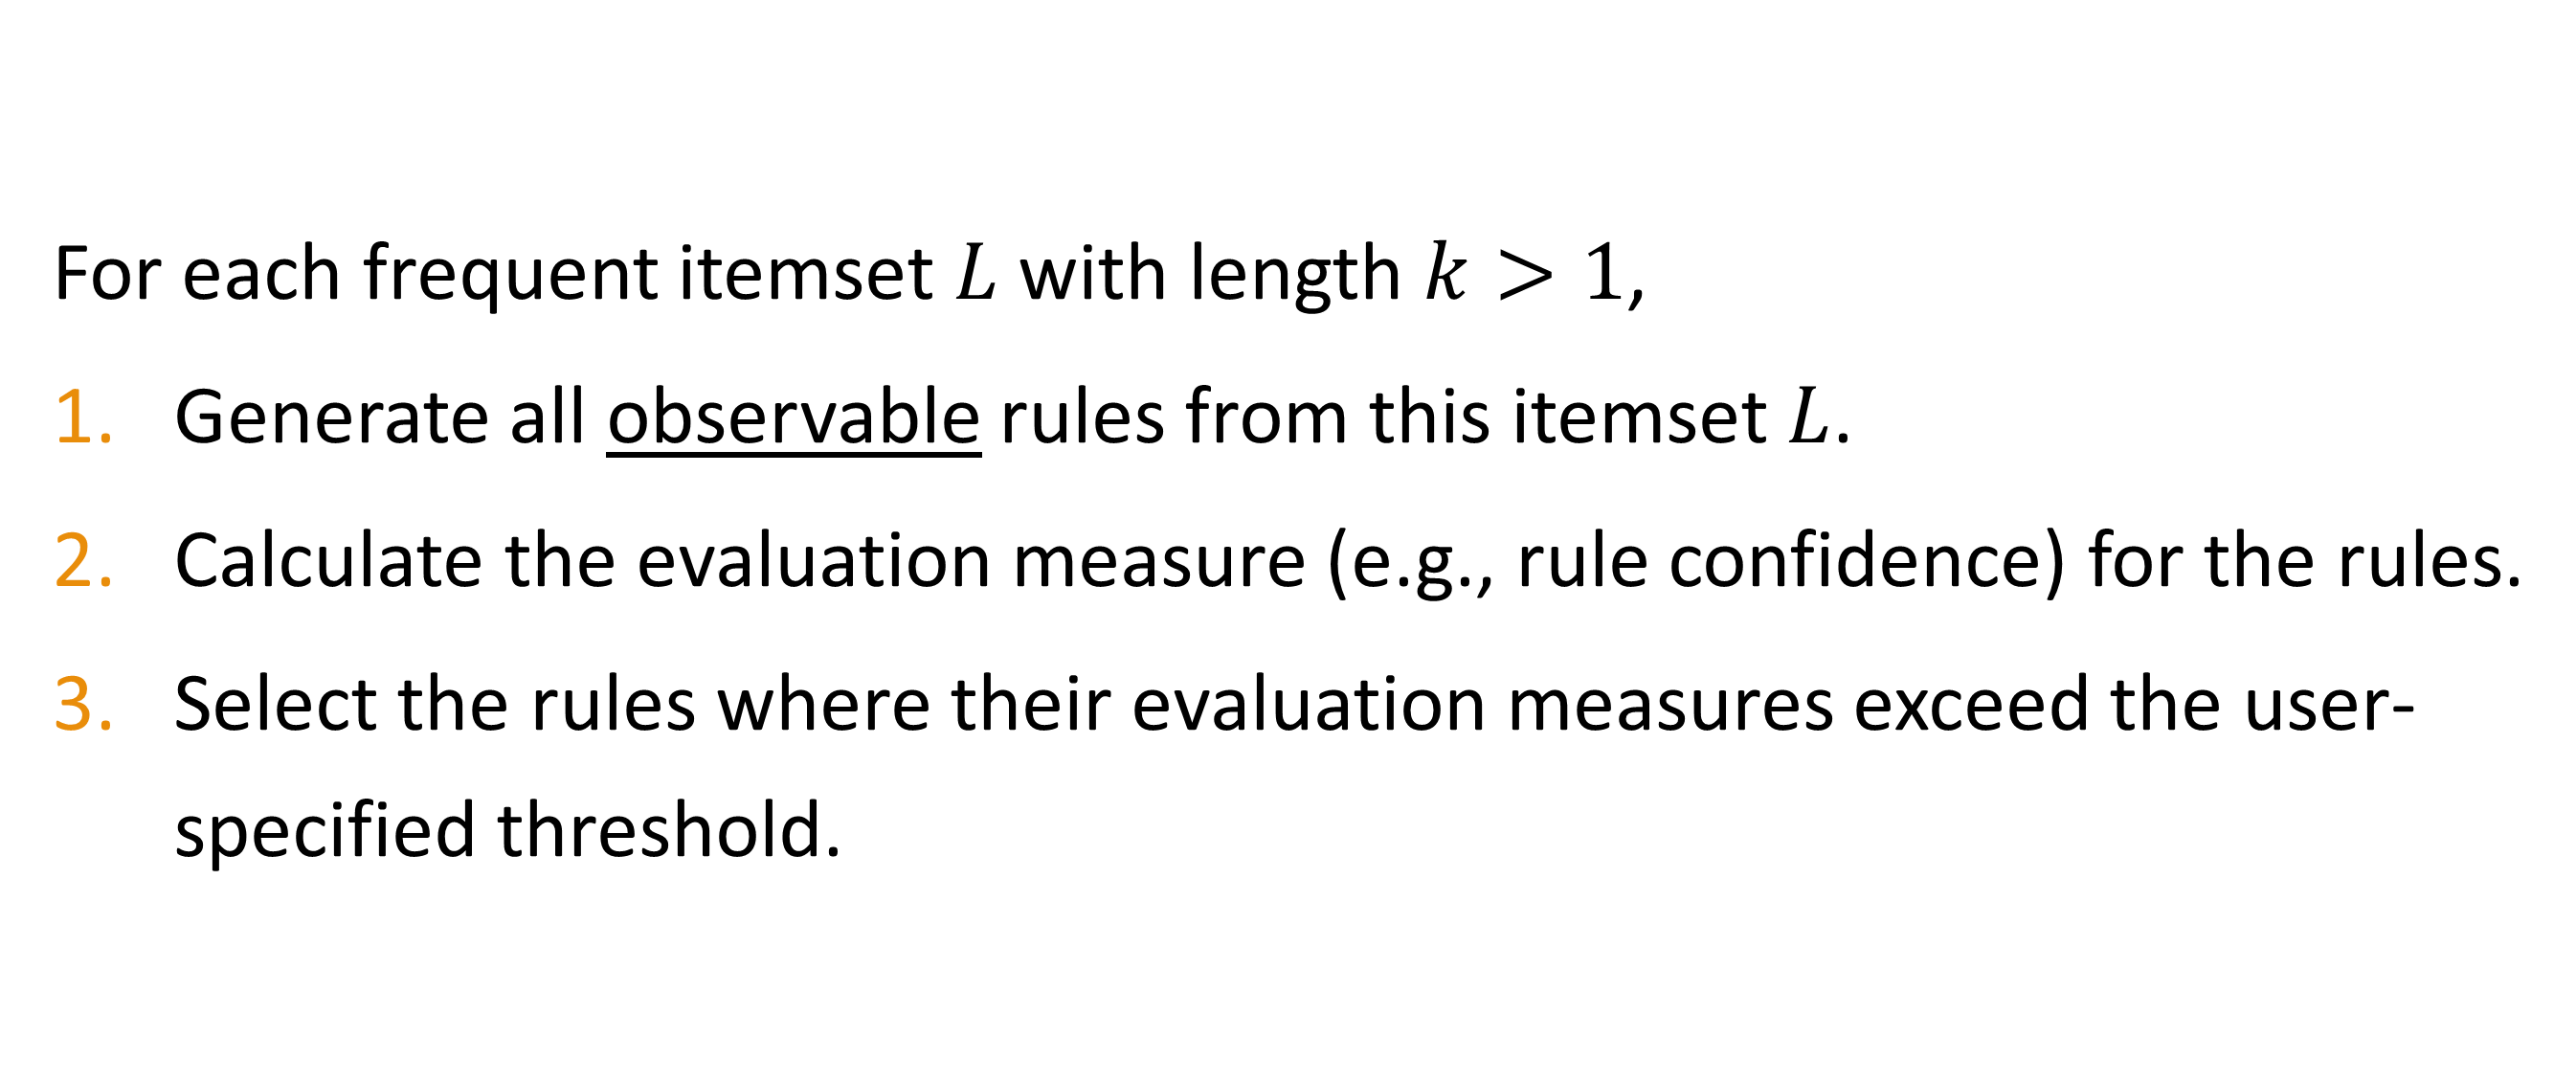 For each frequent itemset L with length k > 1,
1. Generate all observable rules from this itemset L.
2. Calculate the evaluation measure (e.g., rule confidence) for the rules.
3. Select the rules where their evaluation measures exceed the user-
specified threshold.